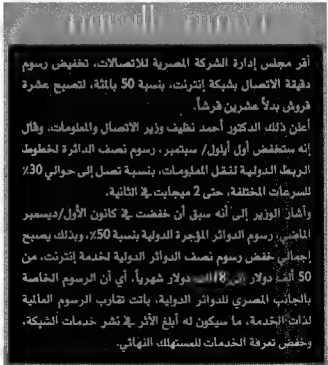 أقر مجلس إدارة الشركة المصرية للاتصالات، تخفيض رسوم
دقيقة الاتصال بشبكة إنترنت، بنسبة 50 بالمئة، لتصبح عشرة
قروش بدلاً عشرين قرشاً.
أعلن ذلك الدكتور أحمد نظيف وزير الاتصال والمعلومات. وقال
إنه ستخفض أول أيلول/ سبتمبر، رسوم نصف الدائرة لخطوط
الربط الدولية لنقل المعلومات، بنسبة تصل إلى حوالي 30٪
للسرعات المختلفة، حتى 2 ميجابت في الثانية.
وأشار الوزير إلى أنه سبق أن خفضت في كانون الأول/ديسمبر
الماضي، رسوم الدوائر المؤجرة الدولية بنسبة 50٪، وبذلك يصبح
إجمالي خفض رسوم نصف الدوائر الدولية لخدمة إنترنت، من
50 ألف دولار إلى 18 ألف دولار شهرياً. أي أن الرسوم الخاصة
بالجانب المصري للدوائر الدولية، باتت تقارب الرسوم العالمية
لذات الخدمة، ما سيكون له أبلغ الأثر في نشر خدمات الشبكة،
وخفض تعرفة الخدمات للمستهلك النهائي.